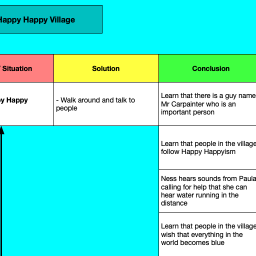 Happy Happy Village
Situation
Solution
Conclusion
Happy
- Walk around and talk to
people
Learn that there is a guy name
Mr Carpainter who is an
important person
Learn that people in the village
follow Happy Happyism
Ness hears sounds from Paula
calling for help that she can
hear water running in the
distance
Learn that people in the village
wish that everything in the
world becomes blue